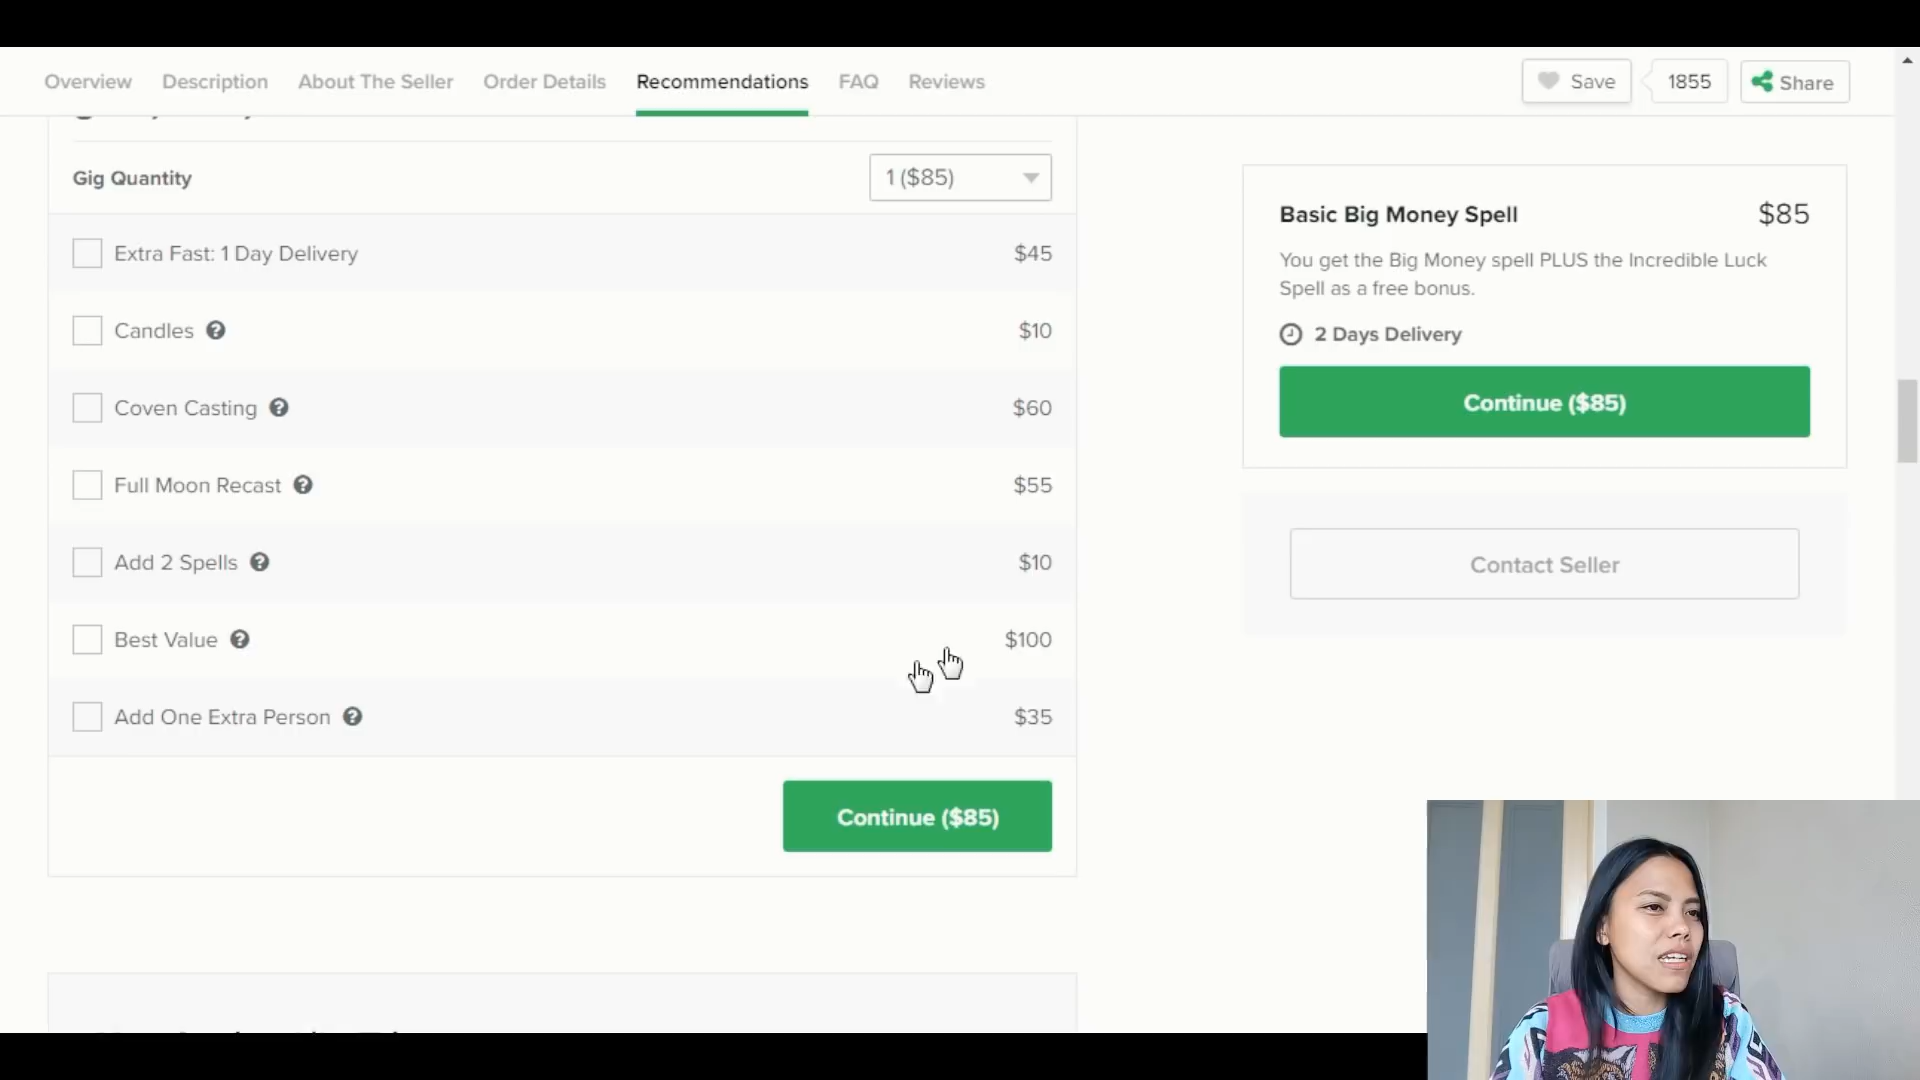 Overview Description About The Seller Order Details Recommendations FAQ Reviews Save 1855 Share
Gig Quantity 1 ($85)
Extra Fast: 1 Day Delivery $45
Candles $10
Coven Casting $60
Full Moon Recast $55
Add 2 Spells $10
Best Value $100
Add One Extra Person $35
Continue ($85)
Basic Big Money Spell $85
You get the Big Money spell PLUS the Incredible Luck
Spell as a free bonus.
2 Days Delivery
Continue ($85)
Contact Seller